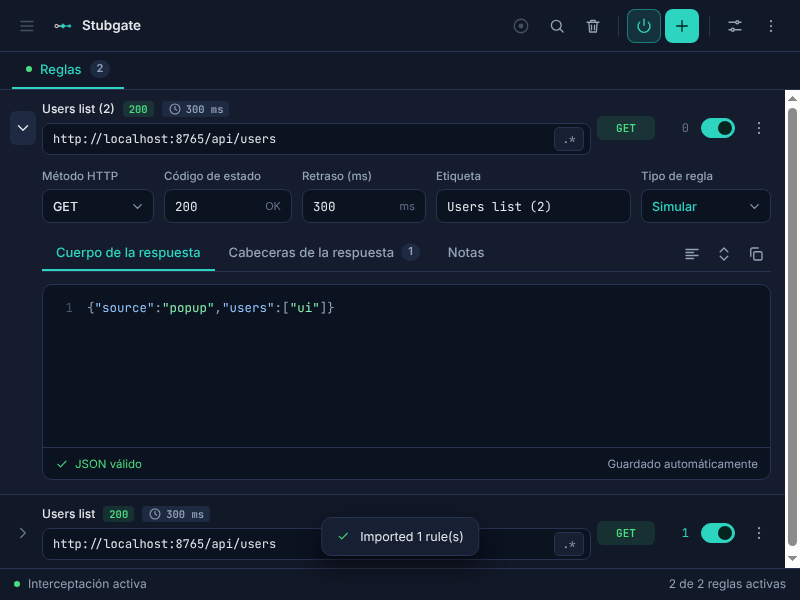 Stubgate
Reglas 2
Users list (2) 200 300 ms
http://localhost:8765/api/users .* GET 0
Método HTTP Código de estado Retraso (ms) Etiqueta Tipo de regla
GET 200 OK 300 ms Users list (2) Simular
Cuerpo de la respuesta Cabeceras de la respuesta 1 Notas
1 {"source":"popup","users":["ui"]}
JSON válido Guardado automáticamente
Users list 200 300 ms
http://localhost:8765/api/users .* GET 1
Imported 1 rule(s)
Interceptación activa 2 de 2 reglas activas